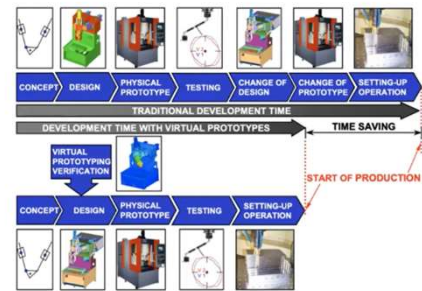 CONCEPT
DESIGN
PHYSICAL
PROTOTYPE
TESTING
CHANGE OF
DESIGN
CHANGE OF
PROTOTYPE
SETTING-UP
OPERATION
TRADITIONAL DEVELOPMENT TIME
DEVELOPMENT TIME WITH VIRTUAL PROTOTYPES
TIME SAVING
VIRTUAL
PROTOTYPING
VERIFICATION
START OF PRODUCTION
CONCEPT
DESIGN
PHYSICAL
PROTOTYPE
TESTING
SETTING-UP
OPERATION